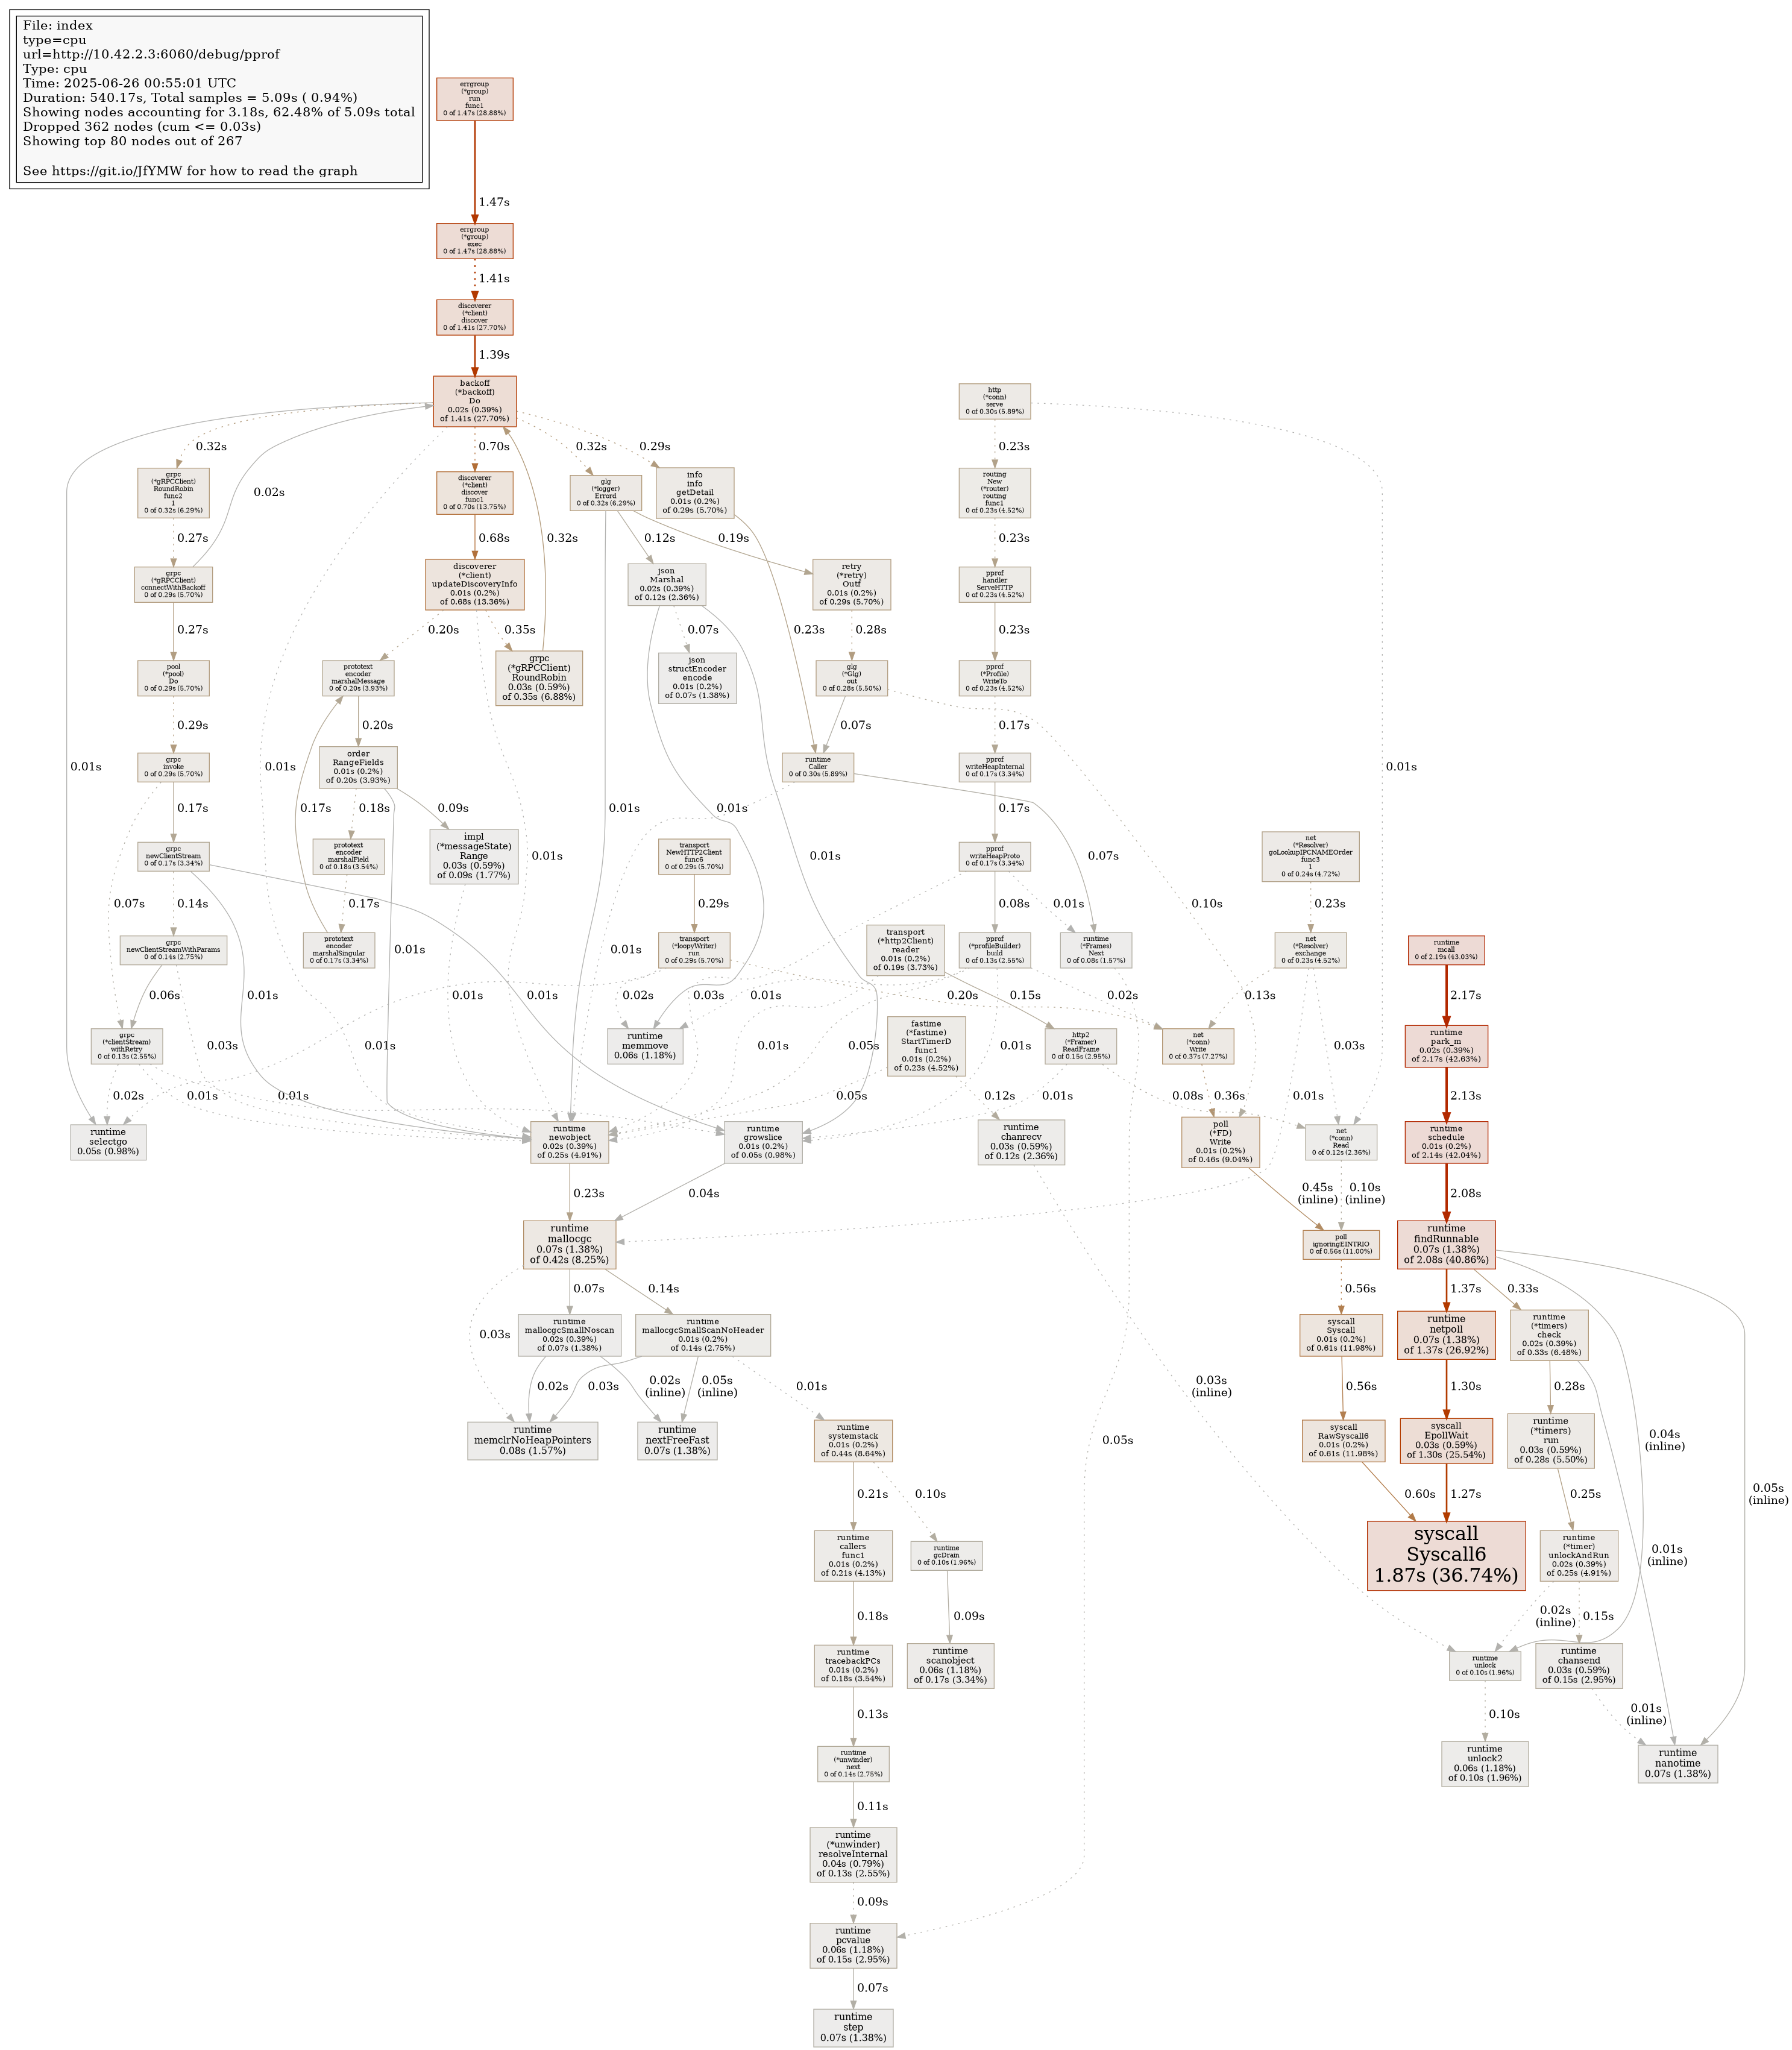 File: index
type=cpu
url=http://10.42.2.3:6060/debug/pprof
Type: cpu
Time: 2025-06-26 00:55:01 UTC
Duration: 540.17s, Total samples = 5.09s ( 0.94%)
Showing nodes accounting for 3.18s, 62.48% of 5.09s total
Dropped 362 nodes (cum <= 0.03s)
Showing top 80 nodes out of 267
See https://git.io/JfYMW for how to read the graph
errgroup
(*group)
run
func1
0 of 1.47s (28.88%)
1.47s
errgroup
(*group)
exec
0 of 1.47s (28.88%)
1.41s
discoverer
(*client)
discover
0 of 1.41s (27.70%)
1.39s
backoff
(*backoff)
Do
0.02s (0.39%)
of 1.41s (27.70%)
http
(*conn)
serve
0 of 0.30s (5.89%)
0.32s
0.02s
0.70s
0.32s
0.29s
0.23s
grpc
(*gRPCClient)
RoundRobin
func2
1
0 of 0.32s (6.29%)
discoverer
(*client)
discover
func1
0 of 0.70s (13.75%)
glg
(*logger)
Errord
0 of 0.32s (6.29%)
info
info
getDetail
0.01s (0.2%)
of 0.29s (5.70%)
routing
New
(*router)
routing
func1
0 of 0.23s (4.52%)
0.27s
0.68s
0.32s
0.12s
0.19s
0.23s
grpc
(*gRPCClient)
connectWithBackoff
0 of 0.29s (5.70%)
discoverer
(*client)
updateDiscoveryInfo
0.01s (0.2%)
of 0.68s (13.36%)
json
Marshal
0.02s (0.39%)
of 0.12s (2.36%)
retry
(*retry)
Outf
0.01s (0.2%)
of 0.29s (5.70%)
pprof
handler
ServeHTTP
0 of 0.23s (4.52%)
0.27s
0.20s
0.35s
0.07s
0.23s
0.28s
0.23s
pool
(*pool)
Do
0 of 0.29s (5.70%)
prototext
encoder
marshalMessage
0 of 0.20s (3.93%)
grpc
(*gRPCClient)
RoundRobin
0.03s (0.59%)
of 0.35s (6.88%)
json
structEncoder
encode
0.01s (0.2%)
of 0.07s (1.38%)
glg
(*Glg)
out
0 of 0.28s (5.50%)
pprof
(*Profile)
WriteTo
0 of 0.23s (4.52%)
0.29s
0.20s
0.07s
0.17s
0.01s
0.01s
0.01s
grpc
invoke
0 of 0.29s (5.70%)
order
RangeFields
0.01s (0.2%)
of 0.20s (3.93%)
runtime
Caller
0 of 0.30s (5.89%)
pprof
writeHeapInternal
0 of 0.17s (3.34%)
0.17s
0.17s
0.18s
0.09s
0.01s
0.01s
0.17s
grpc
newClientStream
0 of 0.17s (3.34%)
prototext
encoder
marshalField
0 of 0.18s (3.54%)
impl
(*messageState)
Range
0.03s (0.59%)
of 0.09s (1.77%)
0.01s
0.01s
transport
NewHTTP2Client
func6
0 of 0.29s (5.70%)
0.07s
pprof
writeHeapProto
0 of 0.17s (3.34%)
net
(*Resolver)
goLookupIPCNAMEOrder
func3
1
0 of 0.24s (4.72%)
0.07s
0.14s
0.17s
0.29s
0.08s
0.01s
0.10s
0.23s
grpc
newClientStreamWithParams
0 of 0.14s (2.75%)
prototext
encoder
marshalSingular
0 of 0.17s (3.34%)
0.01s
0.01s
transport
(*loopyWriter)
run
0 of 0.29s (5.70%)
transport
(*http2Client)
reader
0.01s (0.2%)
of 0.19s (3.73%)
pprof
(*profileBuilder)
build
0 of 0.13s (2.55%)
runtime
(*Frames)
Next
0 of 0.08s (1.57%)
net
(*Resolver)
exchange
0 of 0.23s (4.52%)
runtime
mcall
0 of 2.19s (43.03%)
0.06s
0.01s
0.01s
0.01s
0.02s
0.03s
0.01s
0.20s
0.15s
0.02s
0.13s
2.17s
grpc
(*clientStream)
withRetry
0 of 0.13s (2.55%)
0.03s
0.01s
runtime
memmove
0.06s (1.18%)
0.01s
0.05s
fastime
(*fastime)
StartTimerD
func1
0.01s (0.2%)
of 0.23s (4.52%)
0.01s
http2
(*Framer)
ReadFrame
0 of 0.15s (2.95%)
net
(*conn)
Write
0 of 0.37s (7.27%)
0.03s
runtime
park_m
0.02s (0.39%)
of 2.17s (42.63%)
0.02s
0.01s
0.01s
0.05s
0.12s
0.01s
0.08s
0.36s
0.01s
2.13s
runtime
selectgo
0.05s (0.98%)
runtime
newobject
0.02s (0.39%)
of 0.25s (4.91%)
runtime
growslice
0.01s (0.2%)
of 0.05s (0.98%)
runtime
chanrecv
0.03s (0.59%)
of 0.12s (2.36%)
poll
(*FD)
Write
0.01s (0.2%)
of 0.46s (9.04%)
net
(*conn)
Read
0 of 0.12s (2.36%)
runtime
schedule
0.01s (0.2%)
of 2.14s (42.04%)
0.23s
0.04s
0.45s
(inline)
0.10s
(inline)
2.08s
runtime
mallocgc
0.07s (1.38%)
of 0.42s (8.25%)
poll
ignoringEINTRIO
0 of 0.56s (11.00%)
runtime
findRunnable
0.07s (1.38%)
of 2.08s (40.86%)
0.03s
0.07s
0.14s
0.56s
1.37s
0.33s
runtime
mallocgcSmallNoscan
0.02s (0.39%)
of 0.07s (1.38%)
runtime
mallocgcSmallScanNoHeader
0.01s (0.2%)
of 0.14s (2.75%)
syscall
Syscall
0.01s (0.2%)
of 0.61s (11.98%)
runtime
netpoll
0.07s (1.38%)
of 1.37s (26.92%)
runtime
(*timers)
check
0.02s (0.39%)
of 0.33s (6.48%)
0.02s
0.03s
0.02s
(inline)
0.05s
(inline)
0.01s
0.03s
(inline)
0.56s
1.30s
0.28s
0.04s
(inline)
runtime
memclrNoHeapPointers
0.08s (1.57%)
runtime
nextFreeFast
0.07s (1.38%)
runtime
systemstack
0.01s (0.2%)
of 0.44s (8.64%)
0.05s
syscall
RawSyscall6
0.01s (0.2%)
of 0.61s (11.98%)
syscall
EpollWait
0.03s (0.59%)
of 1.30s (25.54%)
runtime
(*timers)
run
0.03s (0.59%)
of 0.28s (5.50%)
0.21s
0.10s
0.60s
1.27s
0.25s
0.05s
(inline)
runtime
callers
func1
0.01s (0.2%)
of 0.21s (4.13%)
runtime
gcDrain
0 of 0.10s (1.96%)
syscall
Syscall6
1.87s (36.74%)
runtime
(*timer)
unlockAndRun
0.02s (0.39%)
of 0.25s (4.91%)
0.01s
(inline)
0.18s
0.09s
0.02s
(inline)
0.15s
runtime
tracebackPCs
0.01s (0.2%)
of 0.18s (3.54%)
runtime
scanobject
0.06s (1.18%)
of 0.17s (3.34%)
runtime
unlock
0 of 0.10s (1.96%)
runtime
chansend
0.03s (0.59%)
of 0.15s (2.95%)
0.13s
0.10s
0.01s
(inline)
runtime
(*unwinder)
next
0 of 0.14s (2.75%)
runtime
unlock2
0.06s (1.18%)
of 0.10s (1.96%)
runtime
nanotime
0.07s (1.38%)
0.11s
runtime
(*unwinder)
resolveInternal
0.04s (0.79%)
of 0.13s (2.55%)
0.09s
runtime
pcvalue
0.06s (1.18%)
of 0.15s (2.95%)
0.07s
runtime
step
0.07s (1.38%)